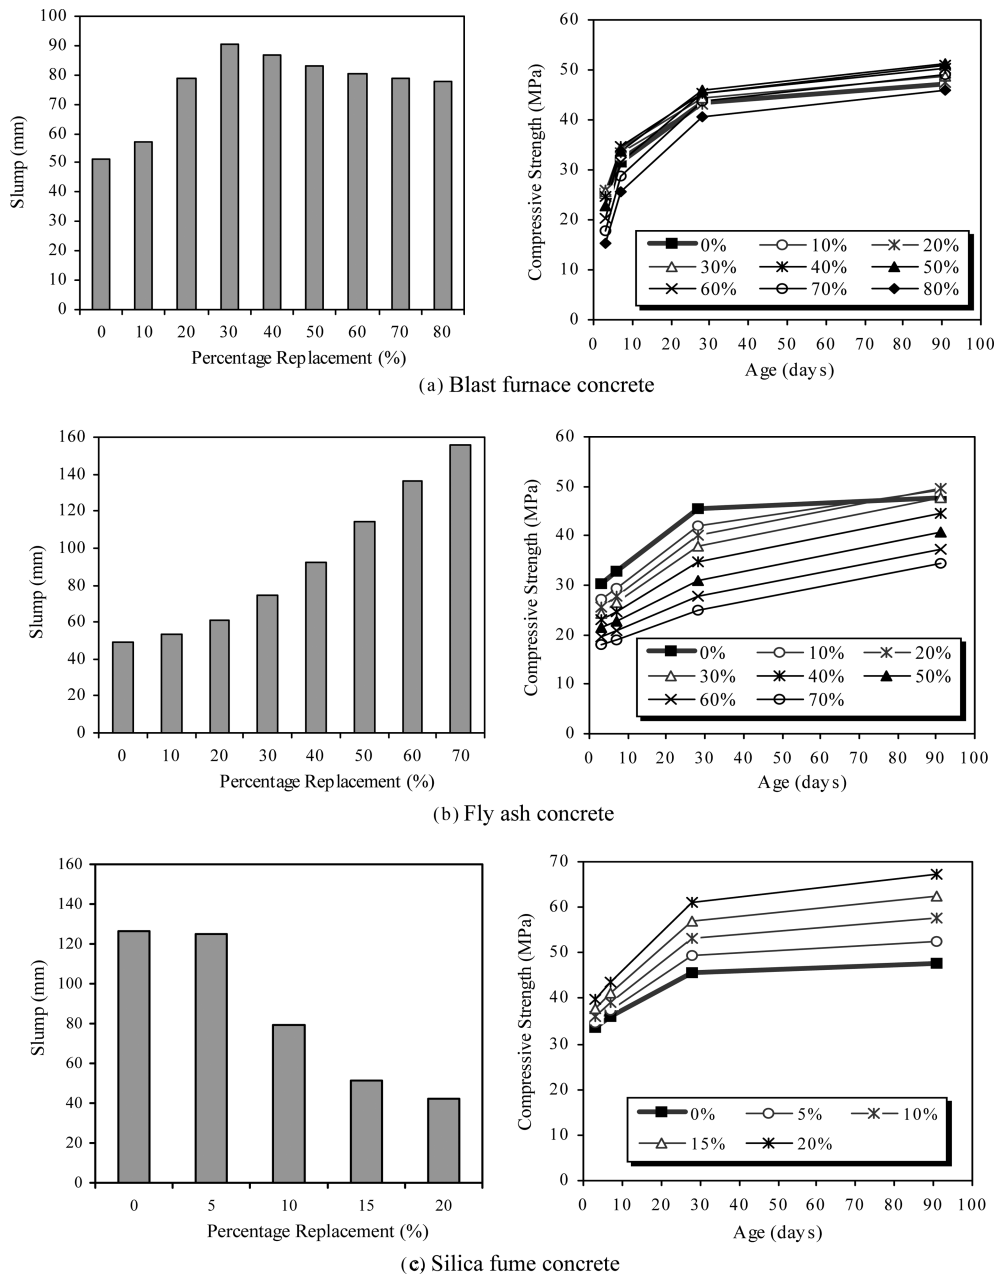 100
90
80
70
60
50
40
30
20
10
0
Slump (mm)
0 10 20 30 40 50 60 70 80
Percentage Replacement (%)
60
50
40
30
20
10
0
Compressive Strength (MPa)
0% 10% 20%
30% 40% 50%
60% 70% 80%
0 10 20 30 40 50 60 70 80 90 100
Age (days)
(a) Blast furnace concrete
160
140
120
100
80
60
40
20
0
Slump (mm)
0 10 20 30 40 50 60 70
Percentage Replacement (%)
60
50
40
30
20
10
0
Compressive Strength (MPa)
0% 10% 20%
30% 40% 50%
60% 70%
0 10 20 30 40 50 60 70 80 90 100
Age (days)
(b) Fly ash concrete
160
140
120
100
80
60
40
20
0
Slump (mm)
0 5 10 15 20
Percentage Replacement (%)
70
60
50
40
30
20
10
0
Compressive Strength (MPa)
0% 5% 10%
15% 20%
0 10 20 30 40 50 60 70 80 90 100
Age (days)
(c) Silica fume concrete